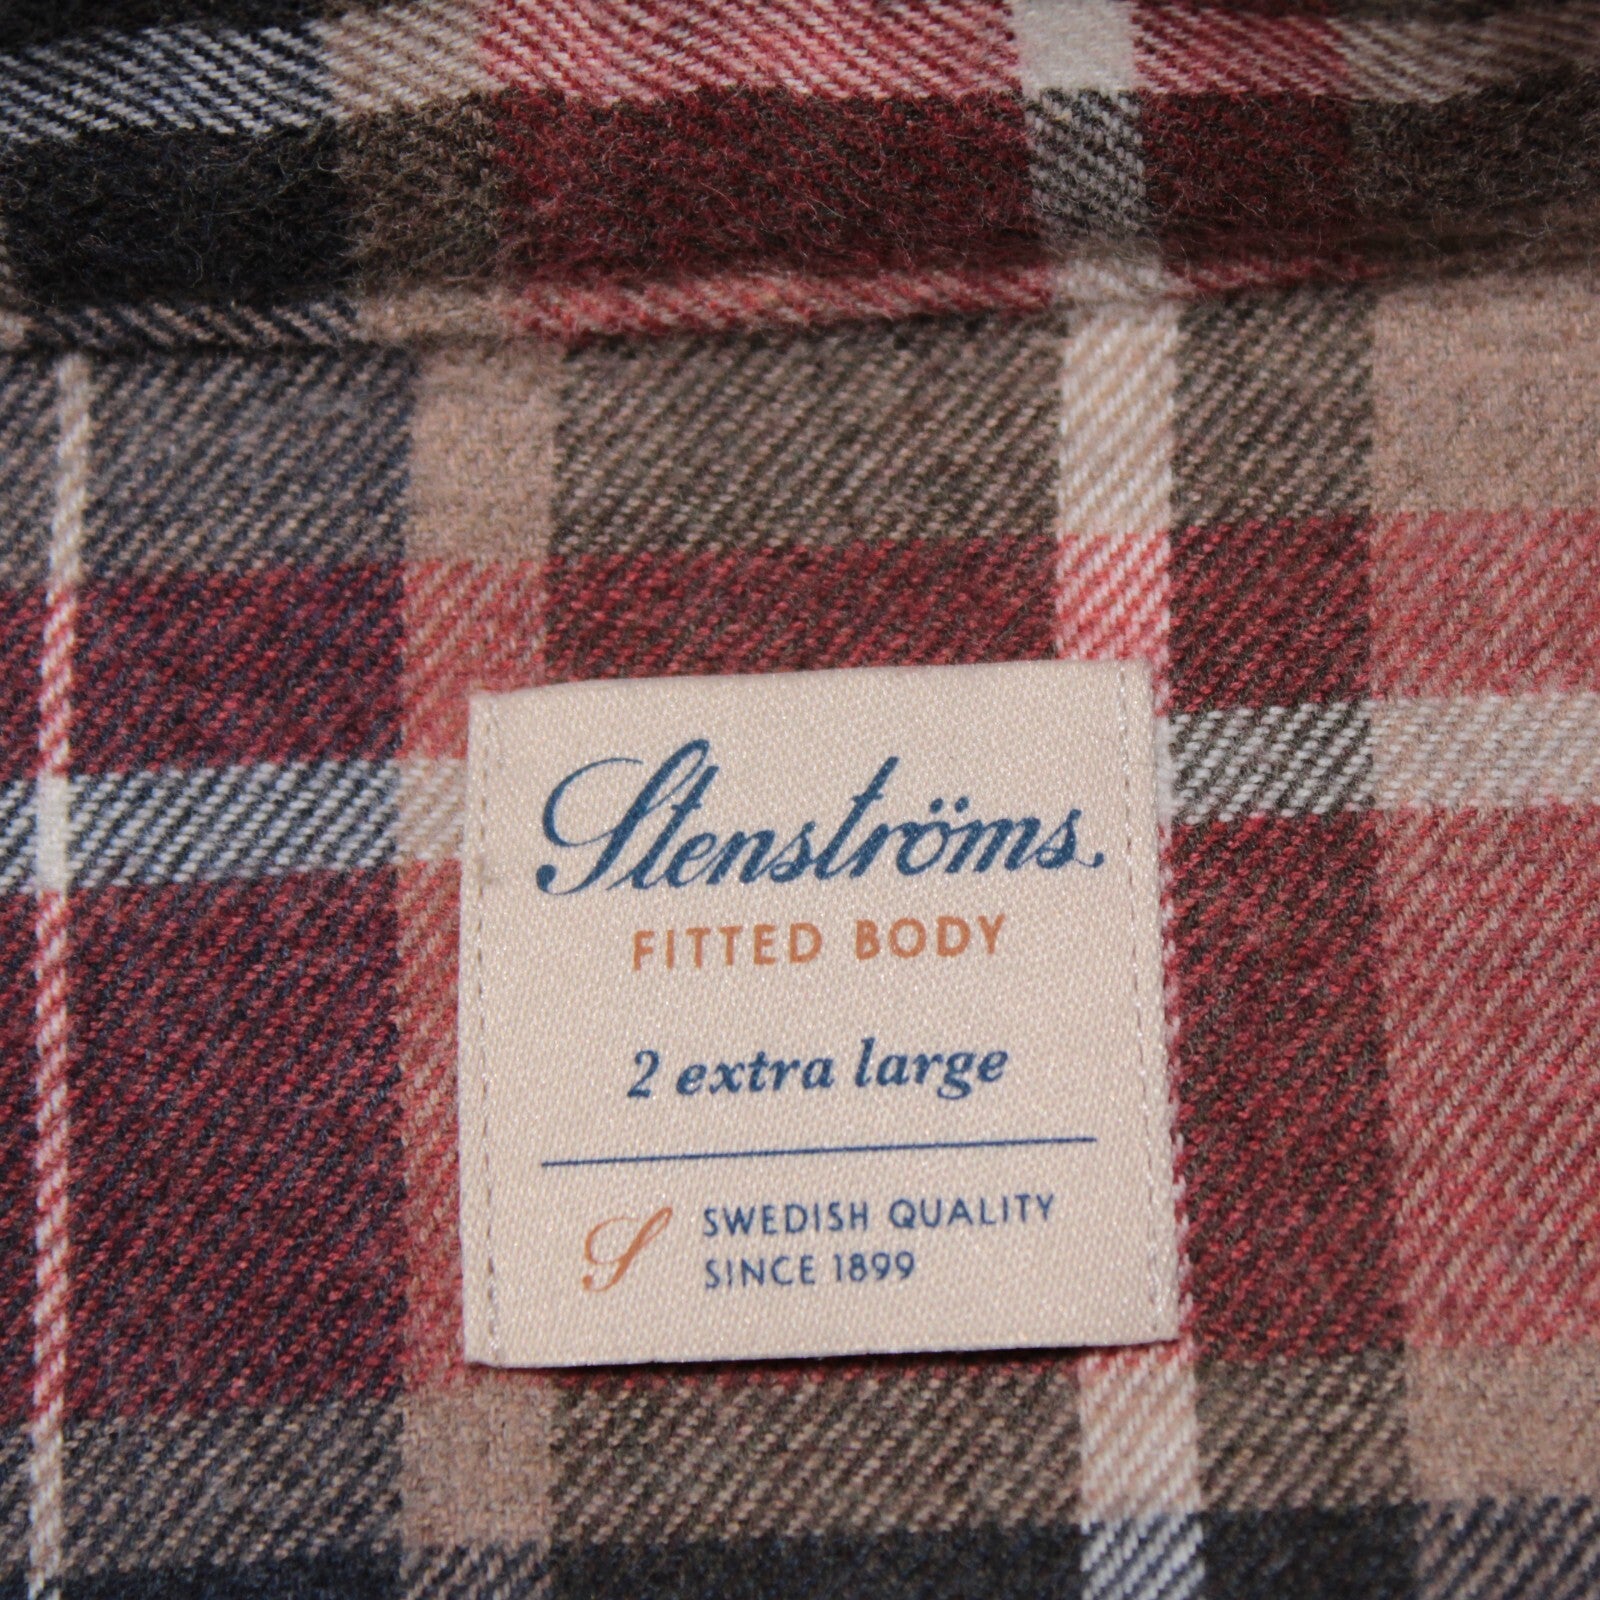 Stenströms
FITTED BODY
2 extra large
S SWEDISH QUALITY
SINCE 1899